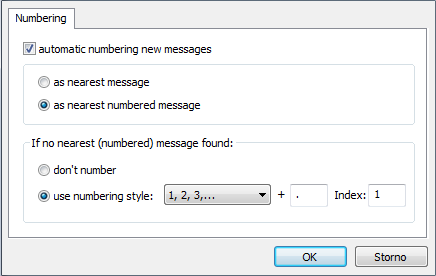 Numbering
automatic numbering new messages
as nearest message
as nearest numbered message
If no nearest (numbered) message found:
don't number
use numbering style: 1, 2, 3,... + . Index: 1
OK Storno